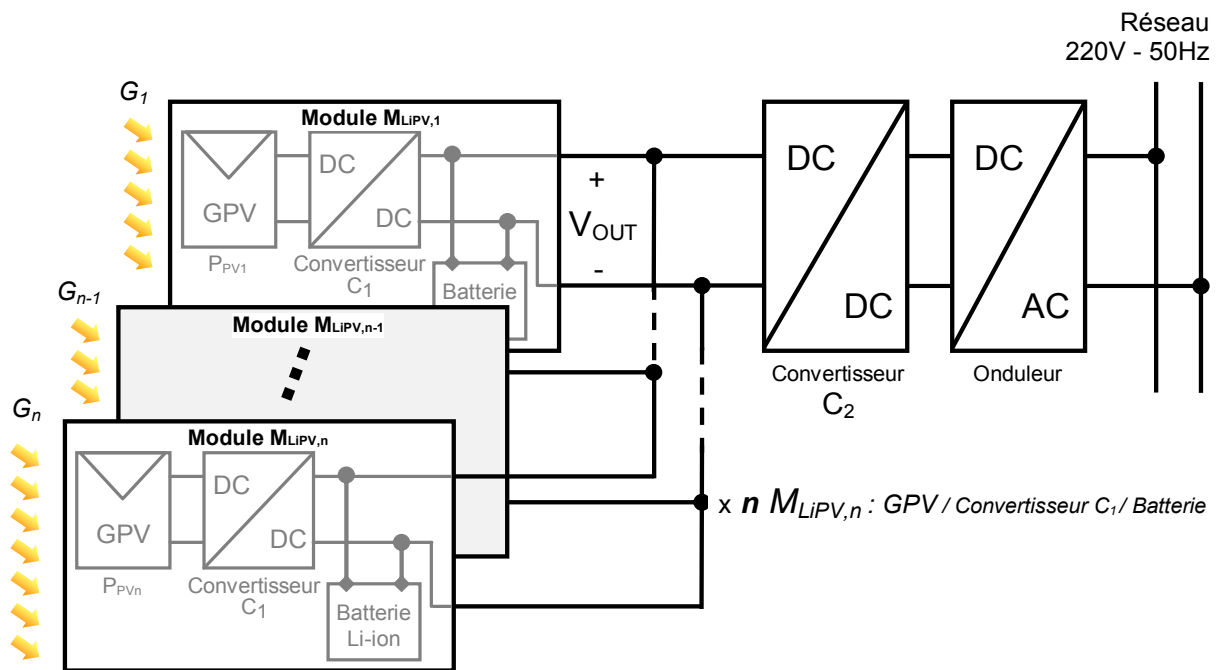 Réseau
220V - 50Hz
G1
Module MLiPV,1
GPV
DC
DC
PPV1
Convertisseur
C1
Batterie
+
VOUT
-
DC
DC
Convertisseur
C2
DC
AC
Onduleur
Gn-1
Module MLiPV,n-1
Gn
Module MLiPV,n
GPV
DC
DC
PPVn
Convertisseur
C1
Batterie
Li-ion
x n MLiPV,n : GPV / Convertisseur C1 / Batterie